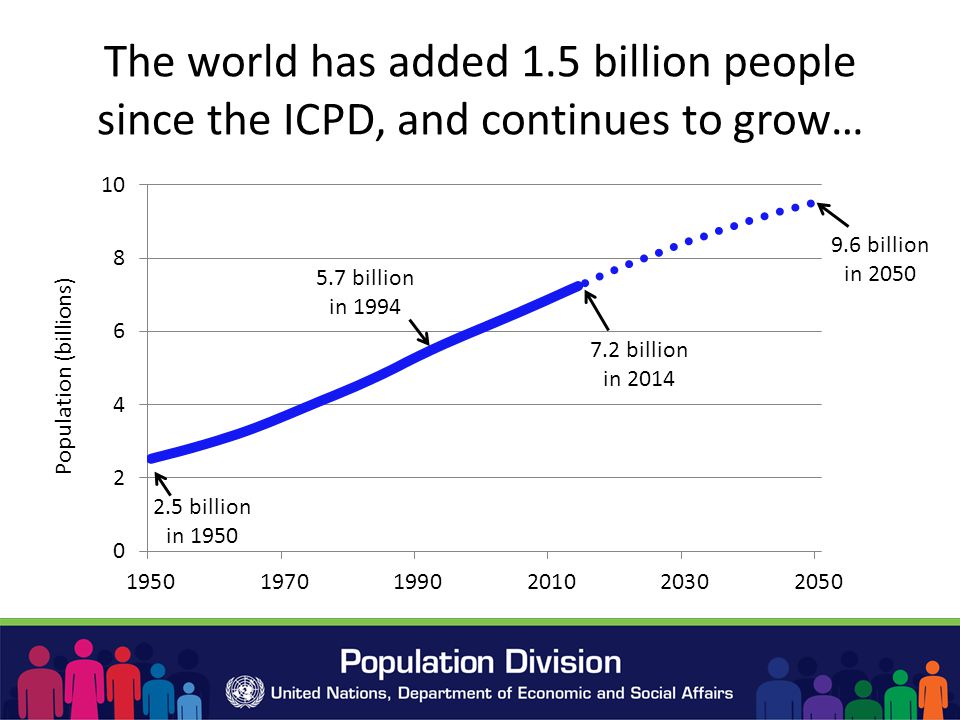 The world has added 1.5 billion people
since the ICPD, and continues to grow…
Population (billions)
10
8
6
4
2
0
5.7 billion
in 1994
9.6 billion
in 2050
7.2 billion
in 2014
2.5 billion
in 1950
1950 1970 1990 2010 2030 2050
Population Division
United Nations, Department of Economic and Social Affairs